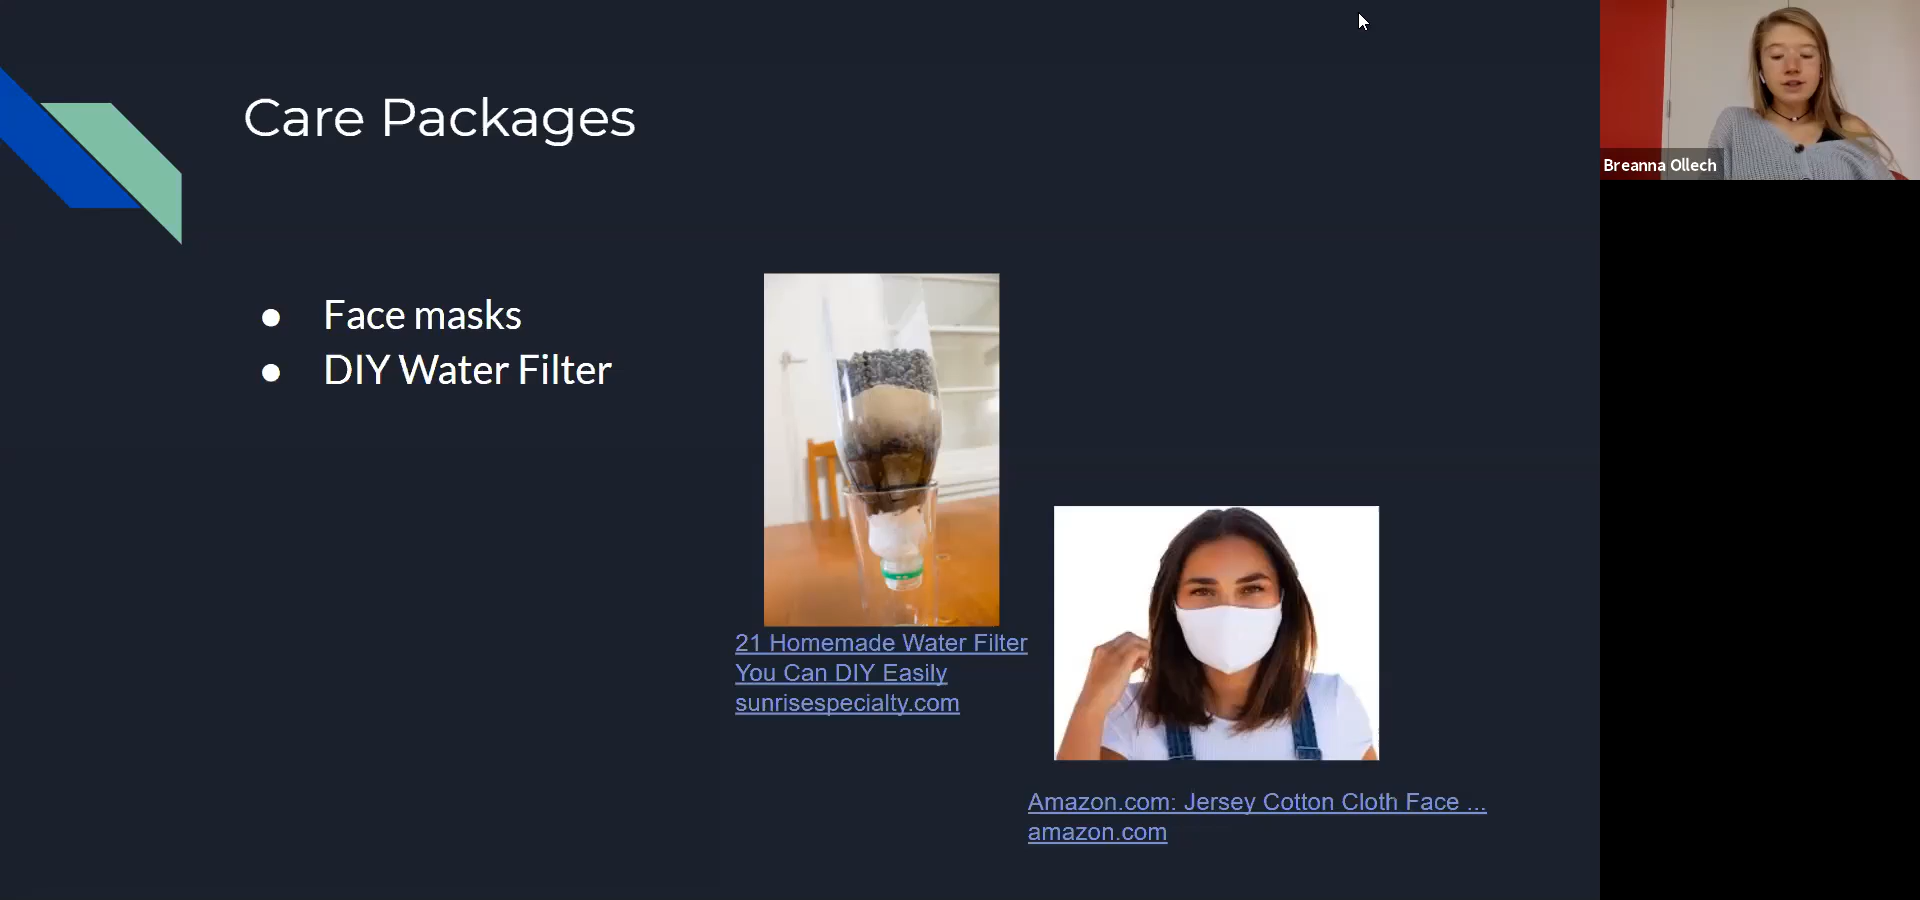 Care Packages
Breanna Ollech
● Face masks
● DIY Water Filter
21 Homemade Water Filter
You Can DIY Easily
sunrisespecialty.com
Amazon.com: Jersey Cotton Cloth Face ...
amazon.com